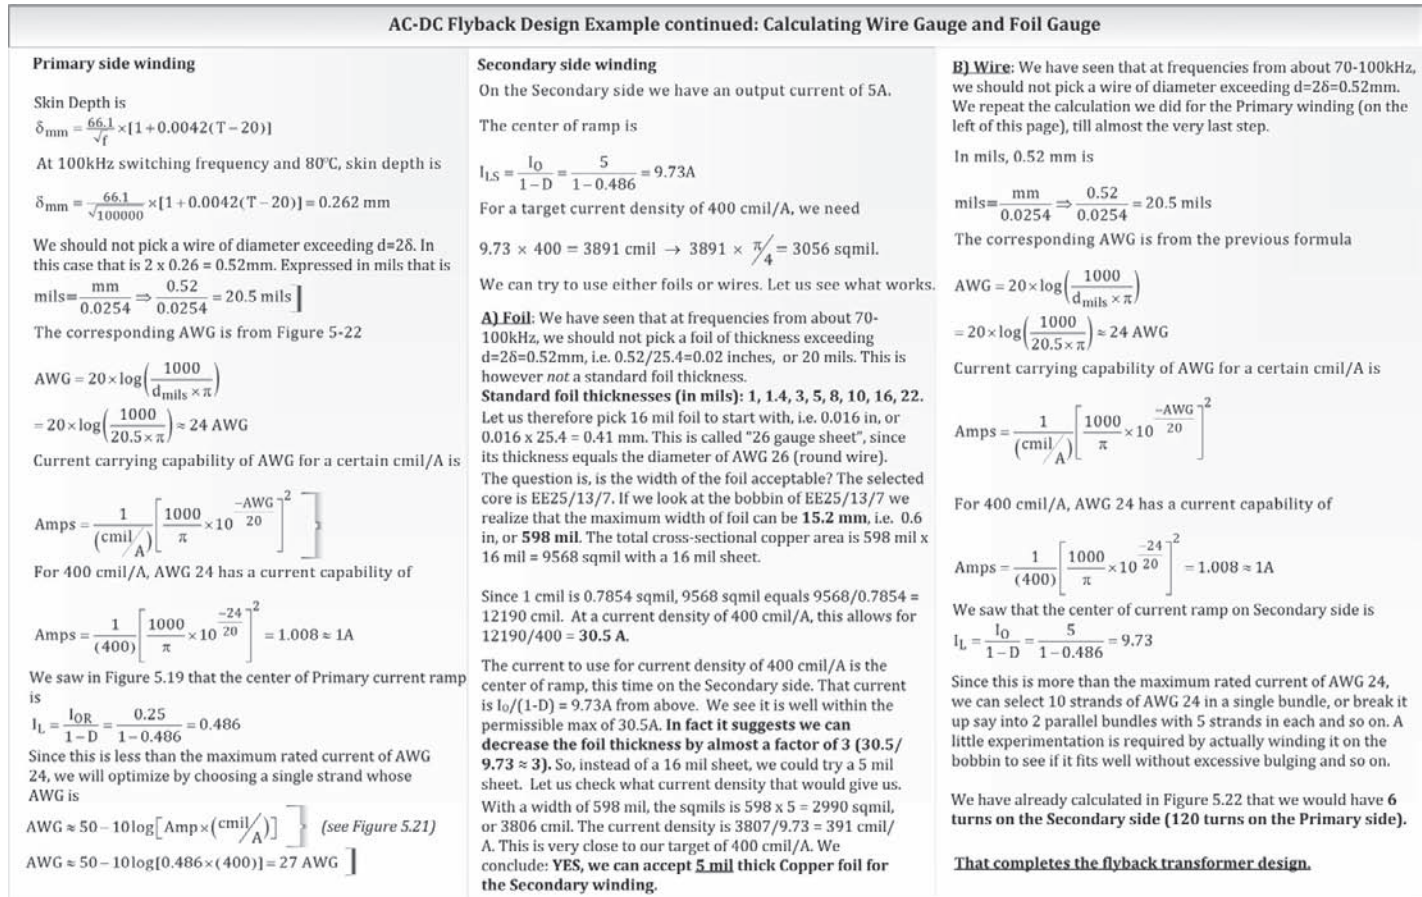 AC-DC Flyback Design Example continued: Calculating Wire Gauge and Foil Gauge
Primary side winding
Skin Depth is
δmm = 66.1/√f ×[1+0.0042(T−20)]
At 100kHz switching frequency and 80°C, skin depth is
δmm = 66.1/√100000 ×[1+0.0042(T−20)] = 0.262 mm
We should not pick a wire of diameter exceeding d=2δ. In
this case that is 2 x 0.26 = 0.52mm. Expressed in mils that is
mils= mm/0.0254 ⇒ 0.52/0.0254 = 20.5 mils ]
The corresponding AWG is from Figure 5-22
AWG = 20×log(1000/(dmils × π))
= 20×log(1000/(20.5×π)) ≈ 24 AWG
Current carrying capability of AWG for a certain cmil/A is
Amps = 1/(cmil/A) [1000/π ×10^(−AWG/20)]^2 ]
For 400 cmil/A, AWG 24 has a current capability of
Amps = 1/(400) [1000/π ×10^(−24/20)]^2 = 1.008 ≈ 1A
We saw in Figure 5.19 that the center of Primary current ramp
is
IL = IOR/(1−D) = 0.25/(1−0.486) = 0.486
Since this is less than the maximum rated current of AWG
24, we will optimize by choosing a single strand whose
AWG is
AWG ≈ 50 − 10log[Amp×(cmil/A)] } (see Figure 5.21)
AWG ≈ 50 − 10log[0.486×(400)] = 27 AWG ]
Secondary side winding
On the Secondary side we have an output current of 5A.
The center of ramp is
ILS = IO/(1−D) = 5/(1−0.486) = 9.73A
For a target current density of 400 cmil/A, we need
9.73 × 400 = 3891 cmil → 3891 × π/4 = 3056 sqmil.
We can try to use either foils or wires. Let us see what works.
A) Foil: We have seen that at frequencies from about 70-
100kHz, we should not pick a foil of thickness exceeding
d=2δ=0.52mm, i.e. 0.52/25.4=0.02 inches, or 20 mils. This is
however not a standard foil thickness.
Standard foil thicknesses (in mils): 1, 1.4, 3, 5, 8, 10, 16, 22.
Let us therefore pick 16 mil foil to start with, i.e. 0.016 in, or
0.016 x 25.4 = 0.41 mm. This is called "26 gauge sheet", since
its thickness equals the diameter of AWG 26 (round wire).
The question is, is the width of the foil acceptable? The selected
core is EE25/13/7. If we look at the bobbin of EE25/13/7 we
realize that the maximum width of foil can be 15.2 mm, i.e. 0.6
in, or 598 mil. The total cross-sectional copper area is 598 mil x
16 mil = 9568 sqmil with a 16 mil sheet.
Since 1 cmil is 0.7854 sqmil, 9568 sqmil equals 9568/0.7854 =
12190 cmil. At a current density of 400 cmil/A, this allows for
12190/400 = 30.5 A.
The current to use for current density of 400 cmil/A is the
center of ramp, this time on the Secondary side. That current
is IO/(1-D) = 9.73A from above. We see it is well within the
permissible max of 30.5A. In fact it suggests we can
decrease the foil thickness by almost a factor of 3 (30.5/
9.73 ≈ 3). So, instead of a 16 mil sheet, we could try a 5 mil
sheet. Let us check what current density that would give us.
With a width of 598 mil, the sqmils is 598 x 5 = 2990 sqmil,
or 3806 cmil. The current density is 3807/9.73 = 391 cmil/
A. This is very close to our target of 400 cmil/A. We
conclude: YES, we can accept 5 mil thick Copper foil for
the Secondary winding.
B) Wire: We have seen that at frequencies from about 70-100kHz,
we should not pick a wire of diameter exceeding d=2δ=0.52mm.
We repeat the calculation we did for the Primary winding (on the
left of this page), till almost the very last step.
In mils, 0.52 mm is
mils= mm/0.0254 ⇒ 0.52/0.0254 = 20.5 mils
The corresponding AWG is from the previous formula
AWG = 20×log(1000/(dmils × π))
= 20×log(1000/(20.5×π)) ≈ 24 AWG
Current carrying capability of AWG for a certain cmil/A is
Amps = 1/(cmil/A) [1000/π ×10^(−AWG/20)]^2
For 400 cmil/A, AWG 24 has a current capability of
Amps = 1/(400) [1000/π ×10^(−24/20)]^2 = 1.008 ≈ 1A
We saw that the center of current ramp on Secondary side is
IL = IO/(1−D) = 5/(1−0.486) = 9.73
Since this is more than the maximum rated current of AWG 24,
we can select 10 strands of AWG 24 in a single bundle, or break it
up say into 2 parallel bundles with 5 strands in each and so on. A
little experimentation is required by actually winding it on the
bobbin to see if it fits well without excessive bulging and so on.
We have already calculated in Figure 5.22 that we would have 6
turns on the Secondary side (120 turns on the Primary side).
That completes the flyback transformer design.